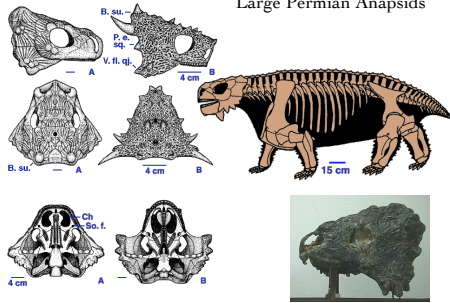 Large Permian Anapsids
B. su.
P. e.
sq.
V. fl. qj.
A
4 cm
B
B. su.
A
4 cm
B
15 cm
Ch
So. f.
4 cm
A
B